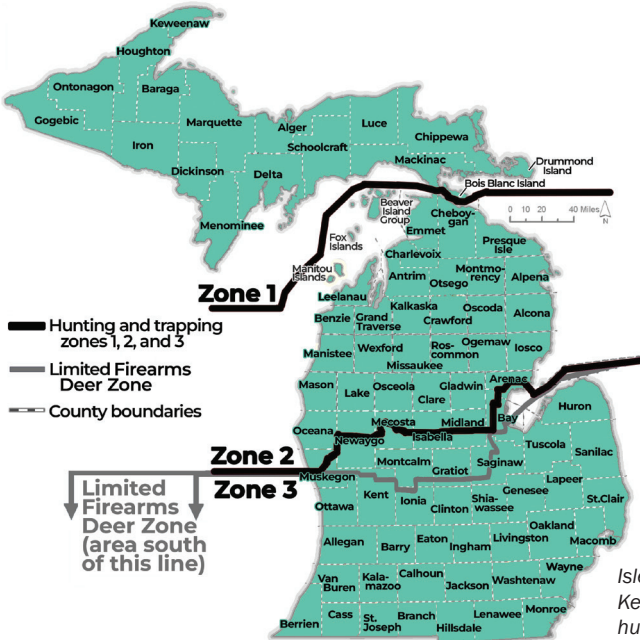 Keweenaw
Houghton
Ontonagon
Baraga
Gogebic
Marquette
Alger
Luce
Chippewa
Iron
Schoolcraft
Mackinac
Dickinson
Delta
Drummond
Island
Bois Blanc Island
Menominee
Beaver
Island
Group
Cheboy-
gan
0 10 20 40 Miles
N
Emmet
Fox
Islands
Presque
Isle
Charlevoix
Manitou
Islands
Antrim
Otsego
Montmo-
rency
Alpena
Zone 1
Leelanau
Kalkaska
Oscoda
Benzie
Grand
Traverse
Crawford
Alcona
Hunting and trapping
zones 1, 2, and 3
Manistee
Wexford
Ros-
common
Ogemaw
Iosco
Missaukee
Limited Firearms
Deer Zone
Arenac
Mason
Lake
Osceola
Gladwin
Clare
County boundaries
Huron
Bay
Oceana
Mecosta
Midland
Newaygo
Isabella
Tuscola
Sanilac
Zone 2
Montcalm
Saginaw
Gratiot
Muskegon
Lapeer
Zone 3
Limited
Firearms
Deer Zone
(area south
of this line)
Kent
Ionia
Shia-
wassee
Genesee
St.Clair
Ottawa
Clinton
Oakland
Macomb
Allegan
Barry
Eaton
Ingham
Livingston
Wayne
Van
Buren
Kala-
mazoo
Calhoun
Jackson
Washtenaw
Isl
Ke
hu
Berrien
Cass
St.
Joseph
Branch
Hillsdale
Lenawee
Monroe